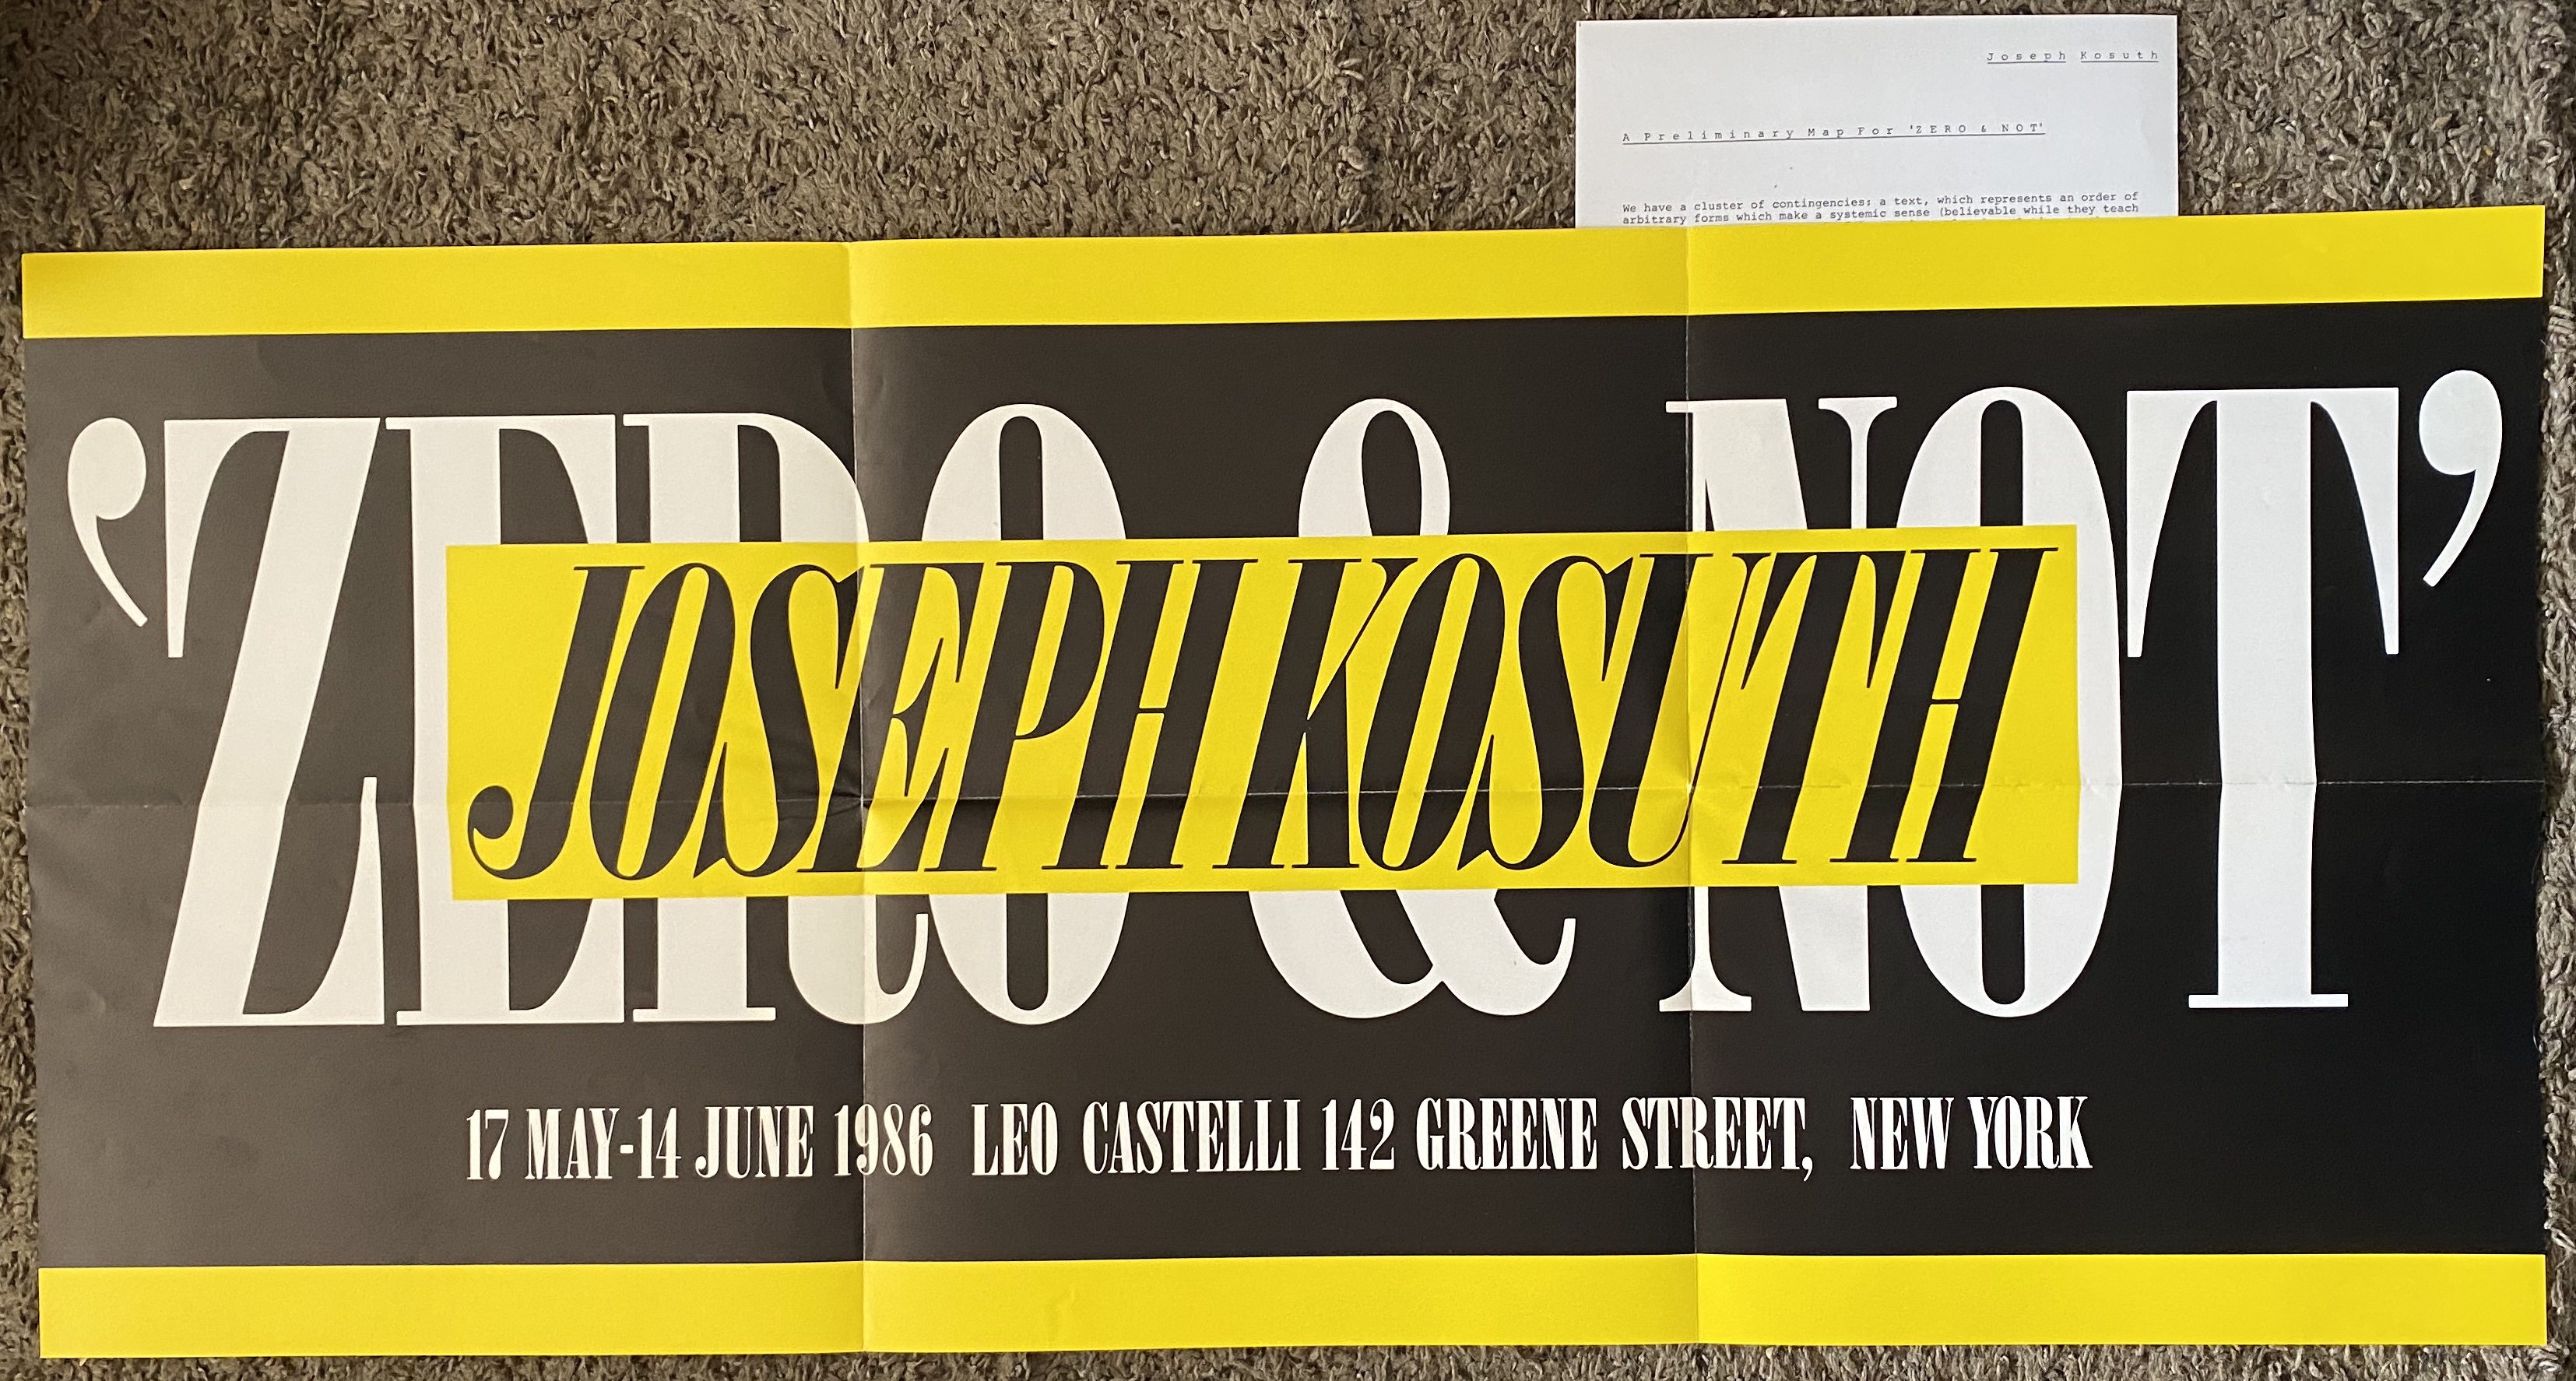 Joseph Kosuth
A Preliminary Map For 'ZERO & NOT'
We have a cluster of contingencies: a text, which represents an order of
arbitrary forms which make a systemic sense (believable while they teach
‘ZERO & NOT’
JOSEPH KOSUTH
17 MAY-14 JUNE 1986 LEO CASTELLI 142 GREENE STREET, NEW YORK